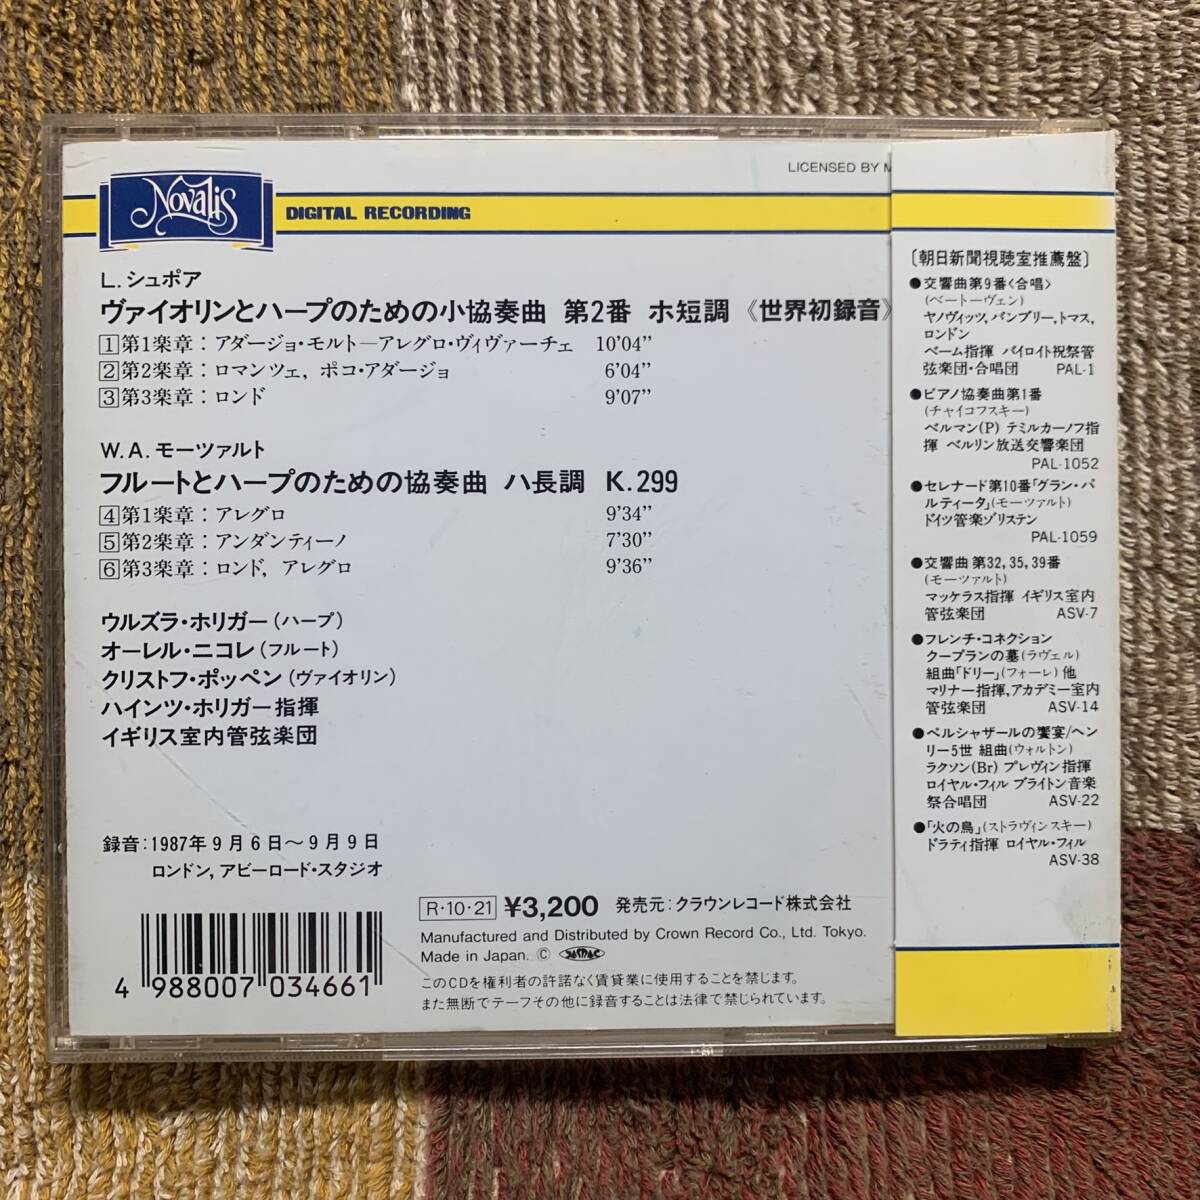 Novalis
DIGITAL RECORDING
LICENSED BY
L. シュポア
ヴァイオリンとハープのための小協奏曲 第2番 ホ短調《世界初録音》
1 第1楽章：アダージョ・モルト—アレグロ・ヴィヴァーチェ 10'04"
2 第2楽章：ロマンツェ, ポコ・アダージョ 6'04"
3 第3楽章：ロンド 9'07"
W.A. モーツァルト
フルートとハープのための協奏曲 ハ長調 K.299
4 第1楽章：アレグロ 9'34"
5 第2楽章：アンダンティーノ 7'30"
6 第3楽章：ロンド, アレグロ 9'36"
ウルズラ・ホリガー(ハープ)
オーレル・ニコレ(フルート)
クリストフ・ポッペン(ヴァイオリン)
ハインツ・ホリガー指揮
イギリス室内管弦楽団
録音：1987年9月6日〜9月9日
ロンドン, アビーロード・スタジオ
4 988007 034661
R・10・21 ¥3,200 発売元：クラウンレコード株式会社
Manufactured and Distributed by Crown Record Co., Ltd. Tokyo.
Made in Japan. Ⓒ JASRAC
このCDを権利者の許諾なく賃貸業に使用することを禁じます。
また無断でテープその他に録音することは法律で禁じられています。
〔朝日新聞視聴室推薦盤〕
●交響曲第9番〈合唱〉
(ベートーヴェン)
ヤノヴィッツ, バンブリー, トマス,
ロンドン
ベーム指揮 バイロイト祝祭管
弦楽団・合唱団 PAL-1
●ピアノ協奏曲第1番
(チャイコフスキー)
ベルマン(P) テミルカーノフ指
揮 ベルリン放送交響楽団
PAL-1052
●セレナード第10番「グラン・パ
ルティータ」(モーツァルト)
ドイツ管楽ゾリステン
PAL-1059
●交響曲 第32, 35, 39番
(モーツァルト)
マッケラス指揮 イギリス室内
管弦楽団 ASV-7
●フレンチ・コネクション
クープランの墓(ラヴェル)
組曲「ドリー」(フォーレ)他
マリナー指揮, アカデミー室内
管弦楽団 ASV-14
●ベルシャザールの饗宴/ヘン
リー5世 組曲(ウォルトン)
ラクソン(Br) プレヴィン指揮
ロイヤル・フィル ブライトン音楽
祭合唱団 ASV-22
●「火の鳥」(ストラヴィンスキー)
ドラティ指揮 ロイヤル・フィル
ASV-38